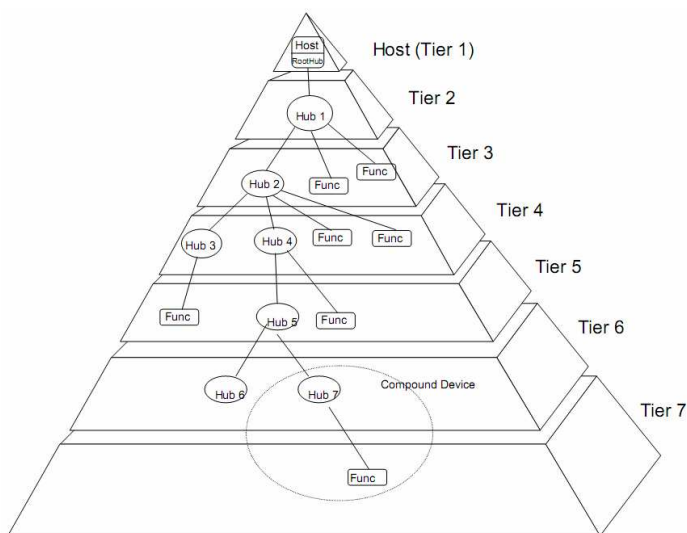 Host
RootHub
Host (Tier 1)
Tier 2
Hub 1
Tier 3
Func
Hub 2
Func
Tier 4
Func
Func
Hub 3
Hub 4
Tier 5
Func
Hub 5
Func
Tier 6
Compound Device
Hub 6
Hub 7
Tier 7
Func